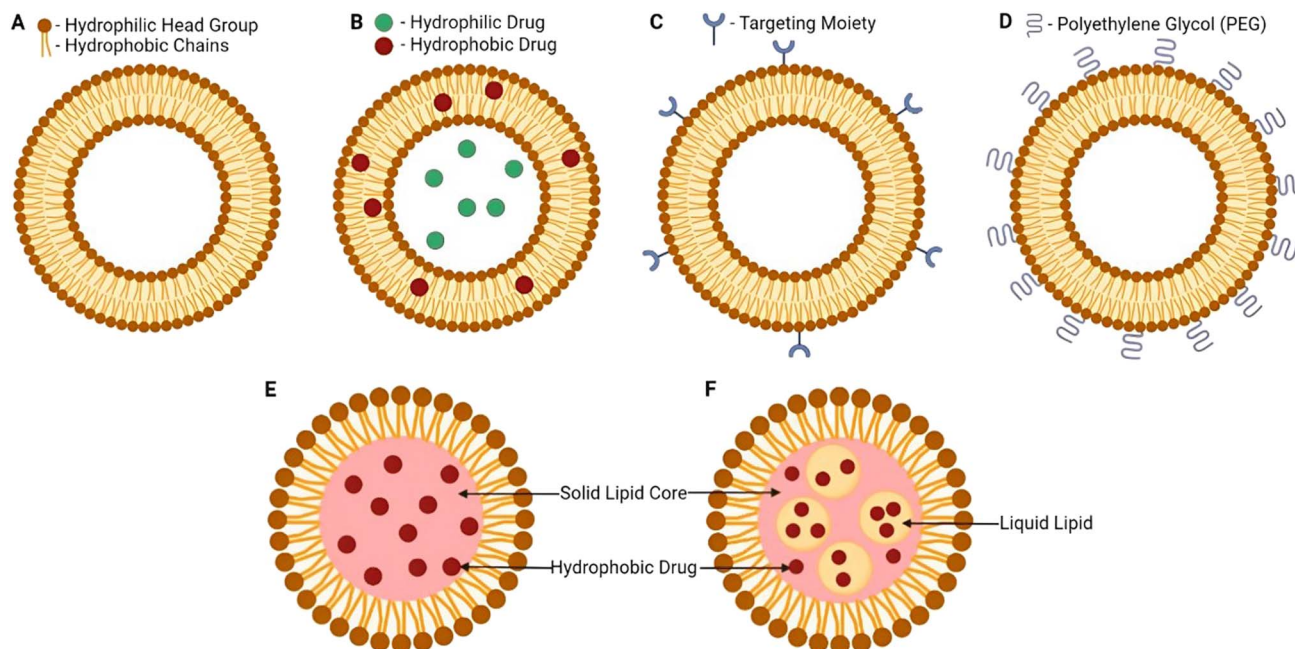 A
- Hydrophilic Head Group
- Hydrophobic Chains
B
- Hydrophilic Drug
- Hydrophobic Drug
C
- Targeting Moiety
D
- Polyethylene Glycol (PEG)
E
F
Solid Lipid Core
Liquid Lipid
Hydrophobic Drug